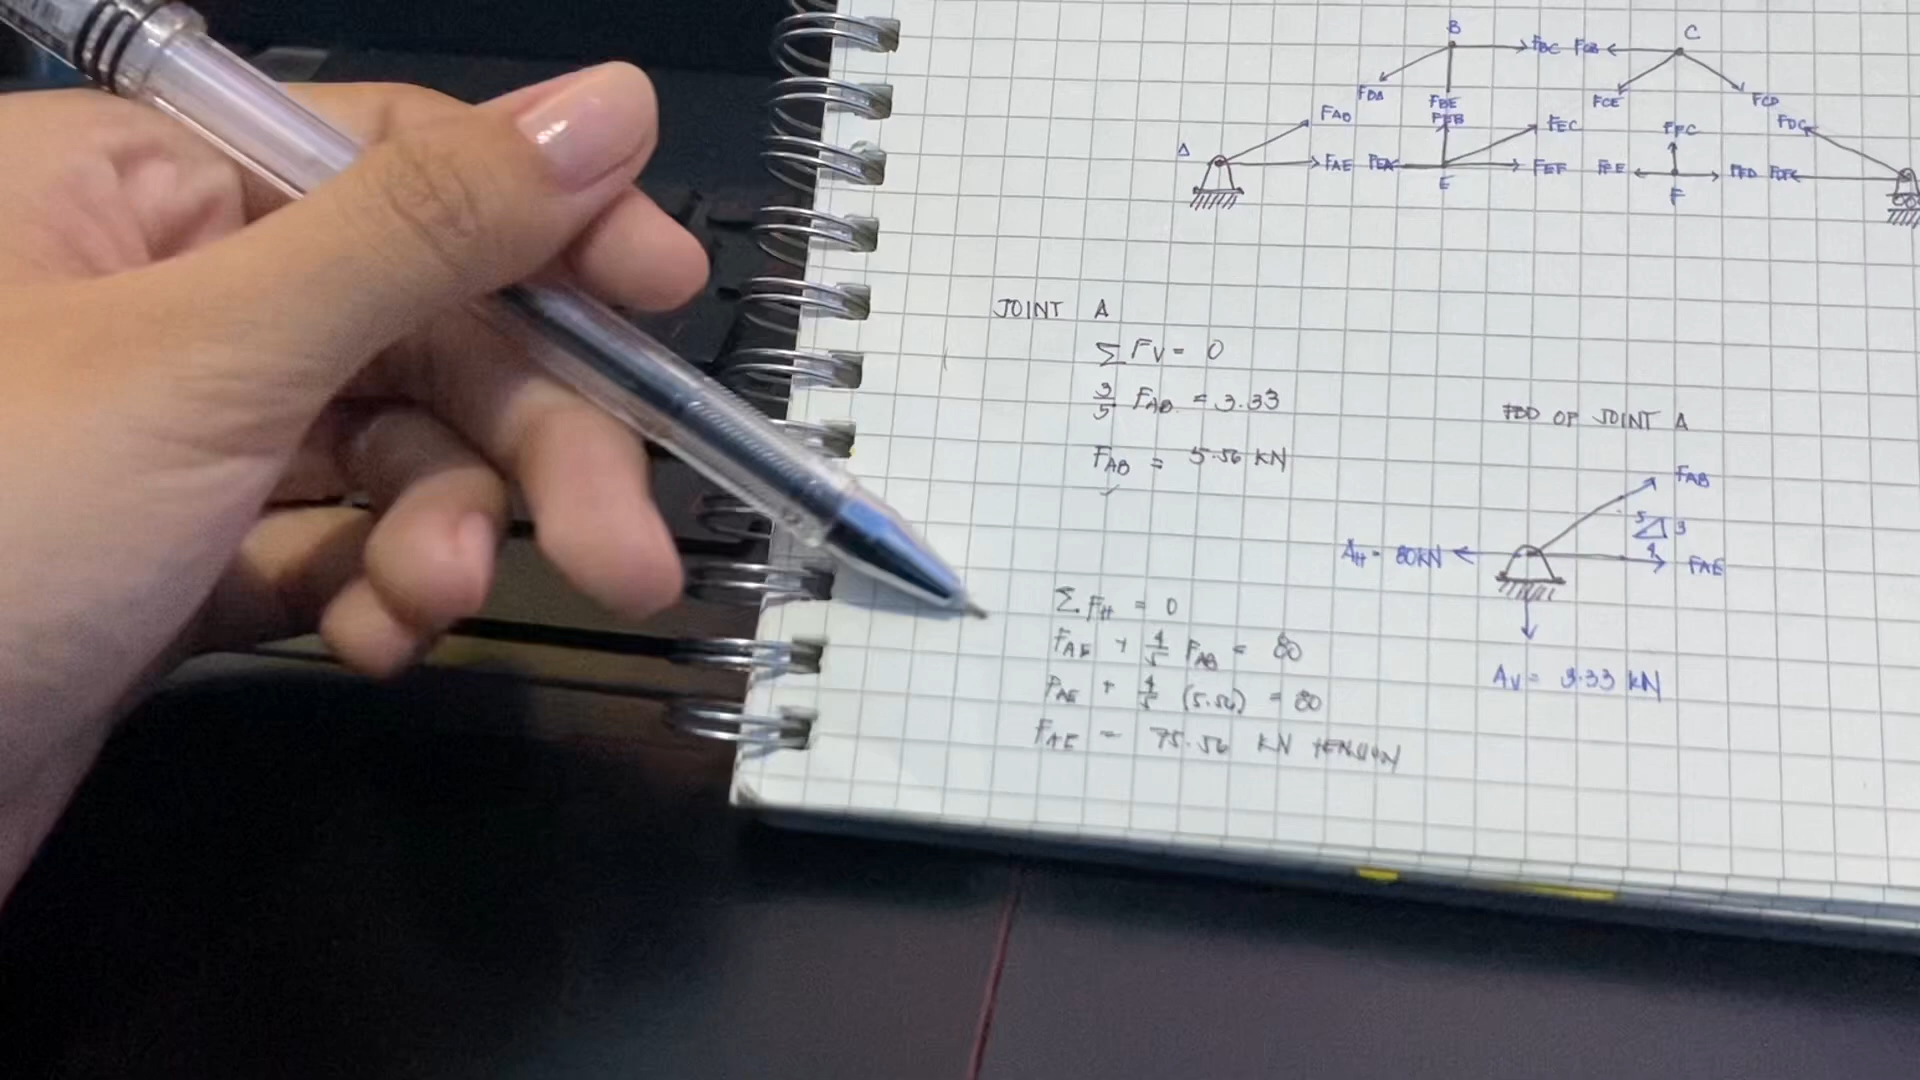 B C
FBC FCB
FBA FBE FCE FCD
FAB FEB FEC FFC FDC
A FAE FEA FEF FFE FFD FDF
E F
JOINT A
Σ FV = 0
3/5 FAB = 3.33
FAB = 5.56 KN
FBD OF JOINT A
FAB
5 3
4
AH = 80KN FAE
AV = 3.33 KN
Σ FH = 0
FAE + 4/5 FAB = 80
FAE + 4/5 (5.56) = 80
FAE = 75.56 KN TENSION